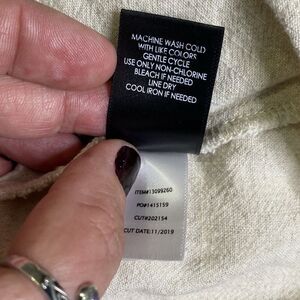 MACHINE WASH COLD
WITH LIKE COLORS
GENTLE CYCLE
USE ONLY NON-CHLORINE
BLEACH IF NEEDED
LINE DRY
COOL IRON IF NEEDED
ITEM#13099260
PO#1415159
CUT#202154
CUT DATE:11/2019